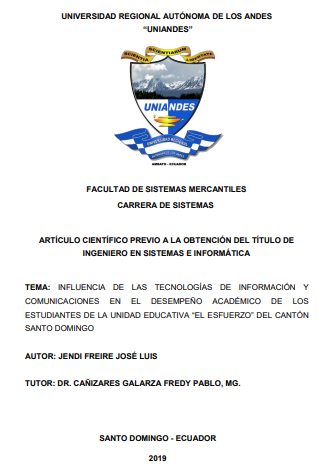 UNIVERSIDAD REGIONAL AUTÓNOMA DE LOS ANDES
“UNIANDES”
SCIENTIA SCIENTIARUM LIBERTAS
UNIANDES
AMBATO - ECUADOR
FACULTAD DE SISTEMAS MERCANTILES
CARRERA DE SISTEMAS
ARTÍCULO CIENTÍFICO PREVIO A LA OBTENCIÓN DEL TÍTULO DE
INGENIERO EN SISTEMAS E INFORMÁTICA
TEMA: INFLUENCIA DE LAS TECNOLOGÍAS DE INFORMACIÓN Y
COMUNICACIONES EN EL DESEMPEÑO ACADÉMICO DE LOS
ESTUDIANTES DE LA UNIDAD EDUCATIVA “EL ESFUERZO” DEL CANTÓN
SANTO DOMINGO
AUTOR: JENDI FREIRE JOSÉ LUIS
TUTOR: DR. CAÑIZARES GALARZA FREDY PABLO, MG.
SANTO DOMINGO - ECUADOR
2019